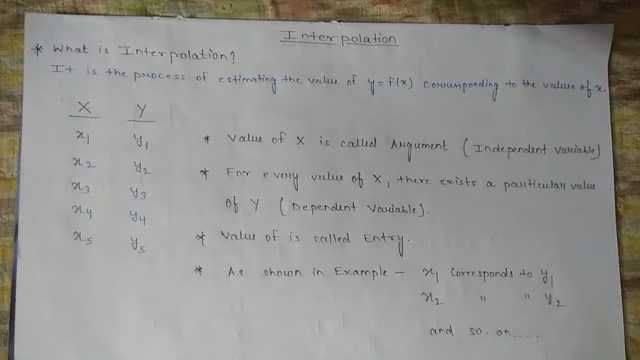 Interpolation
* What is Interpolation?
It is the process of estimating the value of y=f(x) corresponding to the values of x.
X Y
x1 y1
x2 y2
x3 y3
x4 y4
x5 y5
* Value of X is called Argument (Independent Variable)
* For every value of X, there exists a particular value
of Y (Dependent Variable).
* Value of is called Entry.
* As shown in Example - x1 corresponds to y1
x2 " " y2
and so on.....